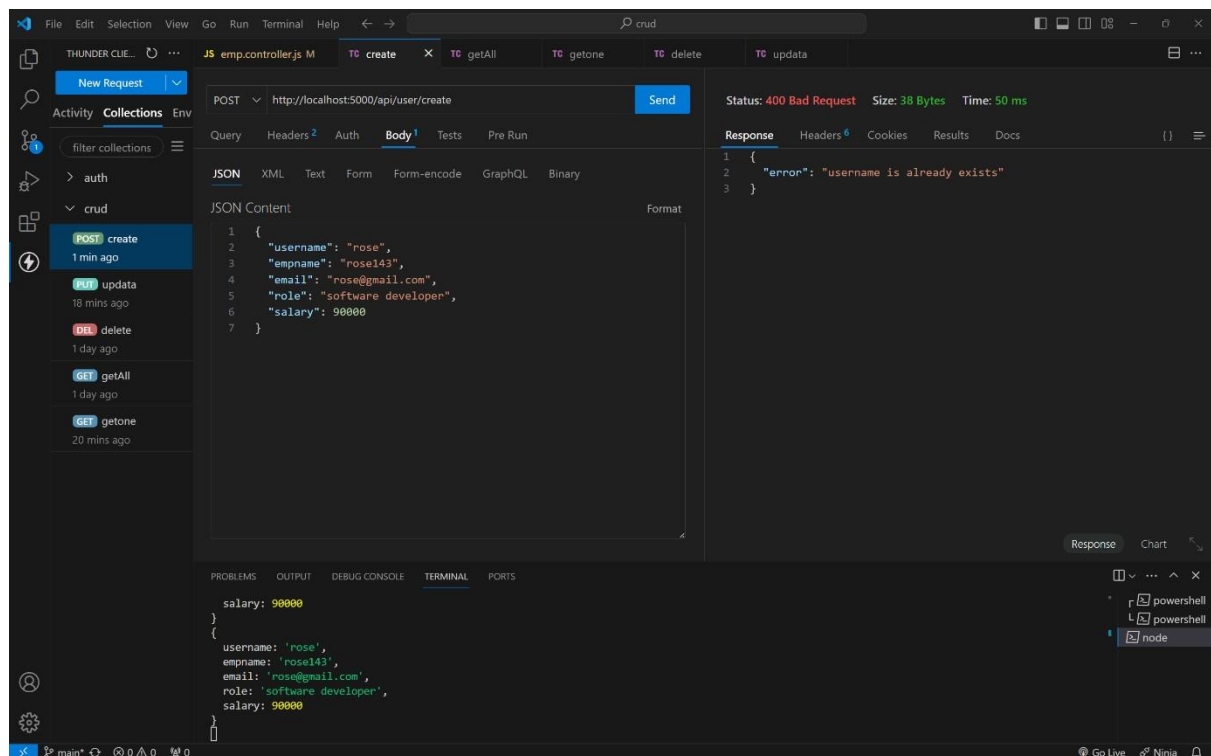 File Edit Selection View Go Run Terminal Help
crud
THUNDER CLIE... ···
JS emp.controller.js M TC create TC getAll TC getone TC delete TC updata
New Request
Activity Collections Env
filter collections
auth
crud
POST create
1 min ago
PUT updata
18 mins ago
DEL delete
1 day ago
GET getAll
1 day ago
GET getone
20 mins ago
POST http://localhost:5000/api/user/create Send
Query Headers 2 Auth Body 1 Tests Pre Run
JSON XML Text Form Form-encode GraphQL Binary
JSON Content Format
1 {
2 "username": "rose",
3 "empname": "rose143",
4 "email": "rose@gmail.com",
5 "role": "software developer",
6 "salary": 90000
7 }
Status: 400 Bad Request Size: 38 Bytes Time: 50 ms
Response Headers 6 Cookies Results Docs {}
1 {
2 "error": "username is already exists"
3 }
Response Chart
PROBLEMS OUTPUT DEBUG CONSOLE TERMINAL PORTS
salary: 90000
}
{
username: 'rose',
empname: 'rose143',
email: 'rose@gmail.com',
role: 'software developer',
salary: 90000
}
powershell
powershell
node
main* 0 0 0
Go Live Ninja